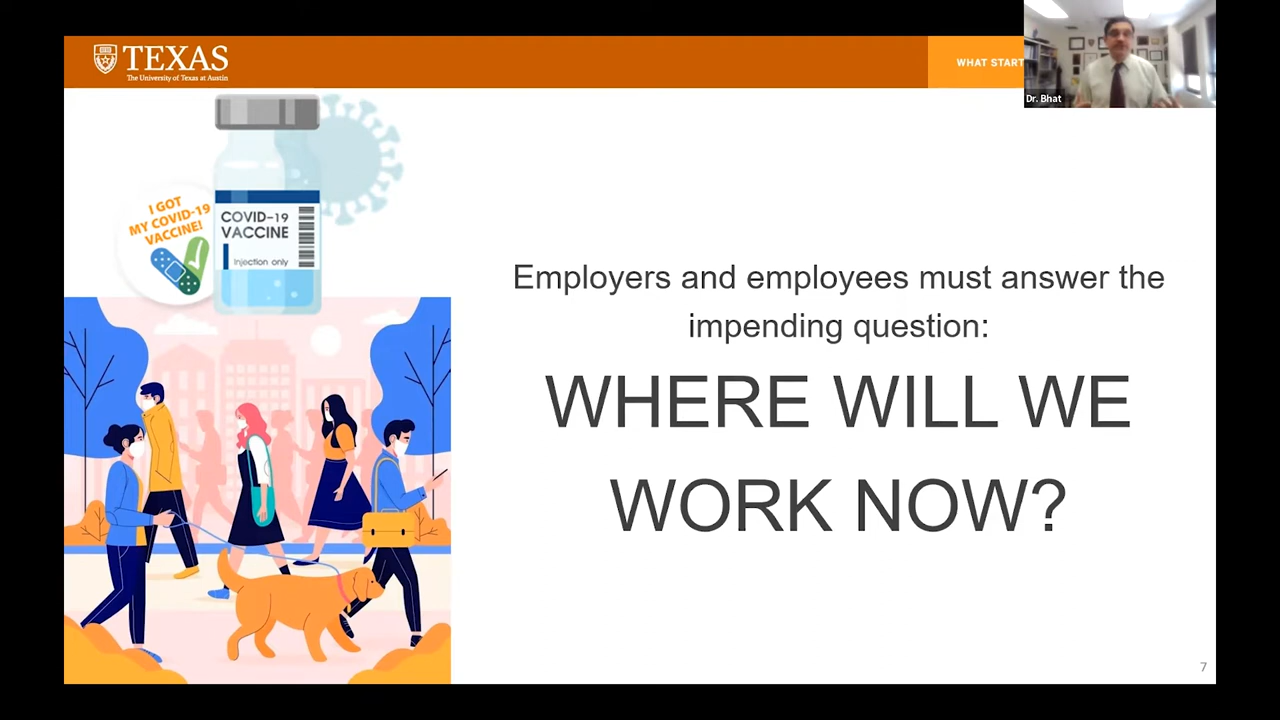 TEXAS
The University of Texas at Austin
WHAT START
Dr. Bhat
I GOT
MY COVID-19
VACCINE!
COVID-19
VACCINE
Injection only
Employers and employees must answer the
impending question:
WHERE WILL WE
WORK NOW?
7